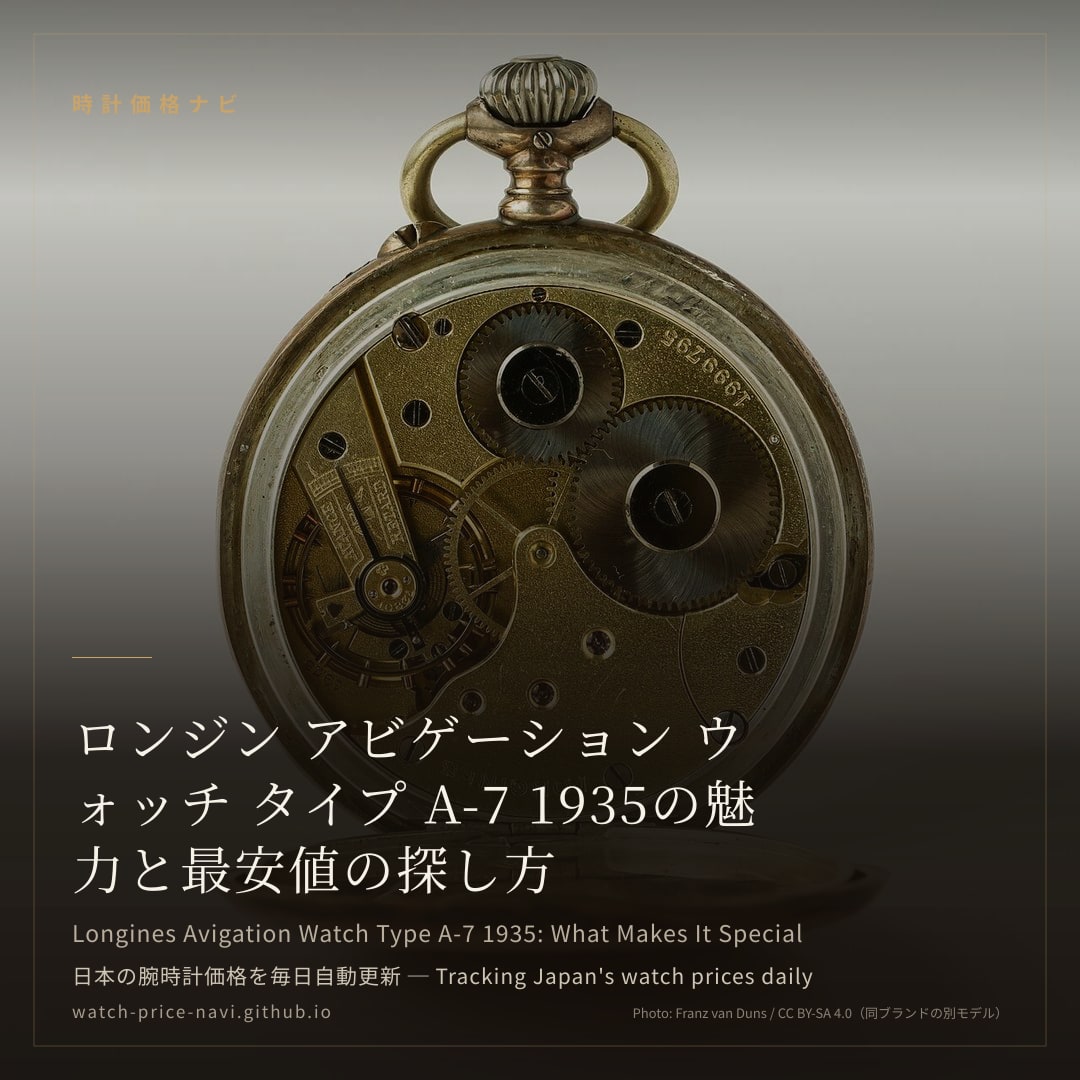 時計価格ナビ
1999795
ロンジン アビゲーション ウ
ォッチ タイプ A-7 1935の魅
力と最安値の探し方
Longines Avigation Watch Type A-7 1935: What Makes It Special
日本の腕時計価格を毎日自動更新 ─ Tracking Japan's watch prices daily
watch-price-navi.github.io
Photo: Franz van Duns / CC BY-SA 4.0（同ブランドの別モデル）